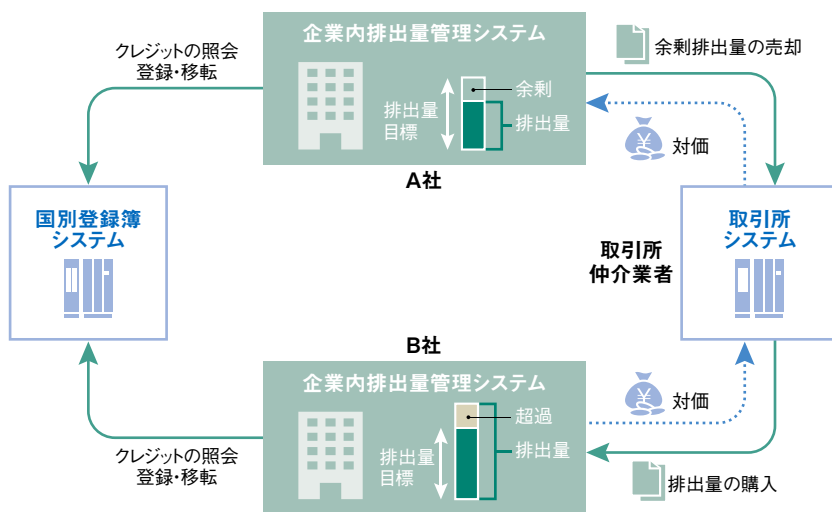 企業内排出量管理システム
クレジットの照会
登録・移転
余剰排出量の売却
余剰
排出量
目標
排出量
¥
対価
A社
国別登録簿
システム
取引所
仲介業者
取引所
システム
B社
企業内排出量管理システム
超過
排出量
排出量
目標
¥
対価
クレジットの照会
登録・移転
排出量の購入